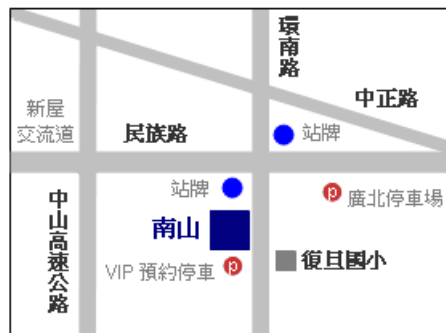 環南路
中正路
新屋
交流道
民族路
站牌
站牌
P
廣北停車場
中山高速公路
南山
VIP 預約停車
P
復旦國小